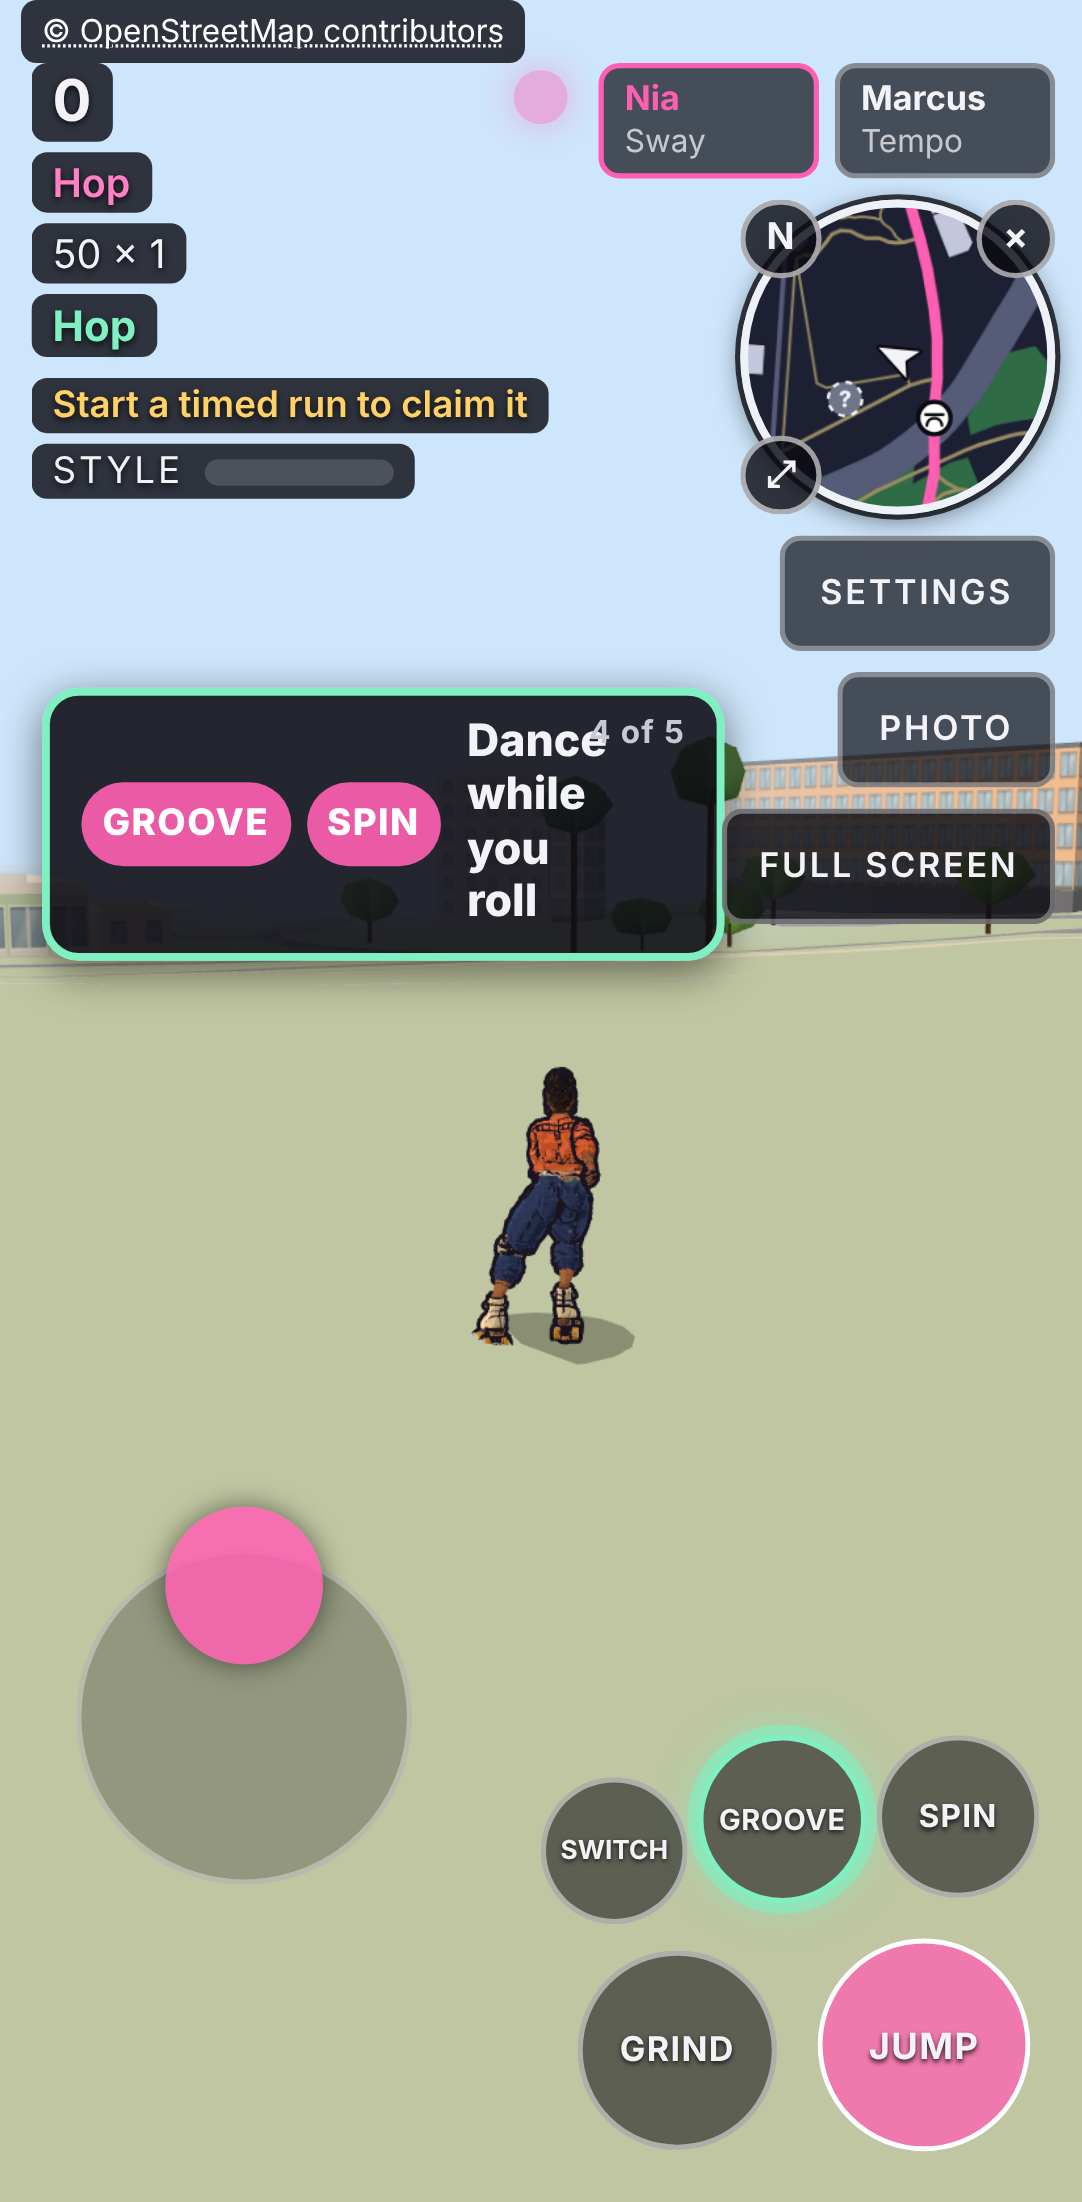 © OpenStreetMap contributors
0
Hop
50 × 1
Hop
Start a timed run to claim it
STYLE
Nia
Sway
Marcus
Tempo
N
×
?
SETTINGS
PHOTO
FULL SCREEN
4 of 5
GROOVE SPIN
Dance
while
you
roll
SWITCH
GROOVE
SPIN
GRIND
JUMP